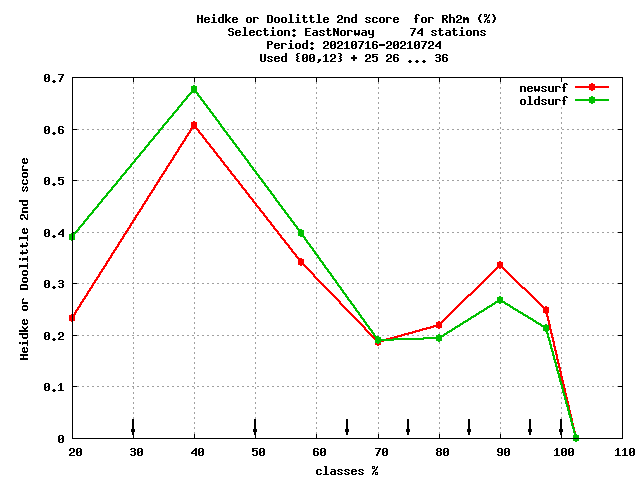 Heidke or Doolittle 2nd score  for Rh2m (%)
Selection: EastNorway     74 stations
Period: 20210716-20210724
Used {00,12} + 25 26 ... 36
newsurf
oldsurf
Heidke or Doolittle 2nd score
0.7
0.6
0.5
0.4
0.3
0.2
0.1
0
20 30 40 50 60 70 80 90 100 110
classes %